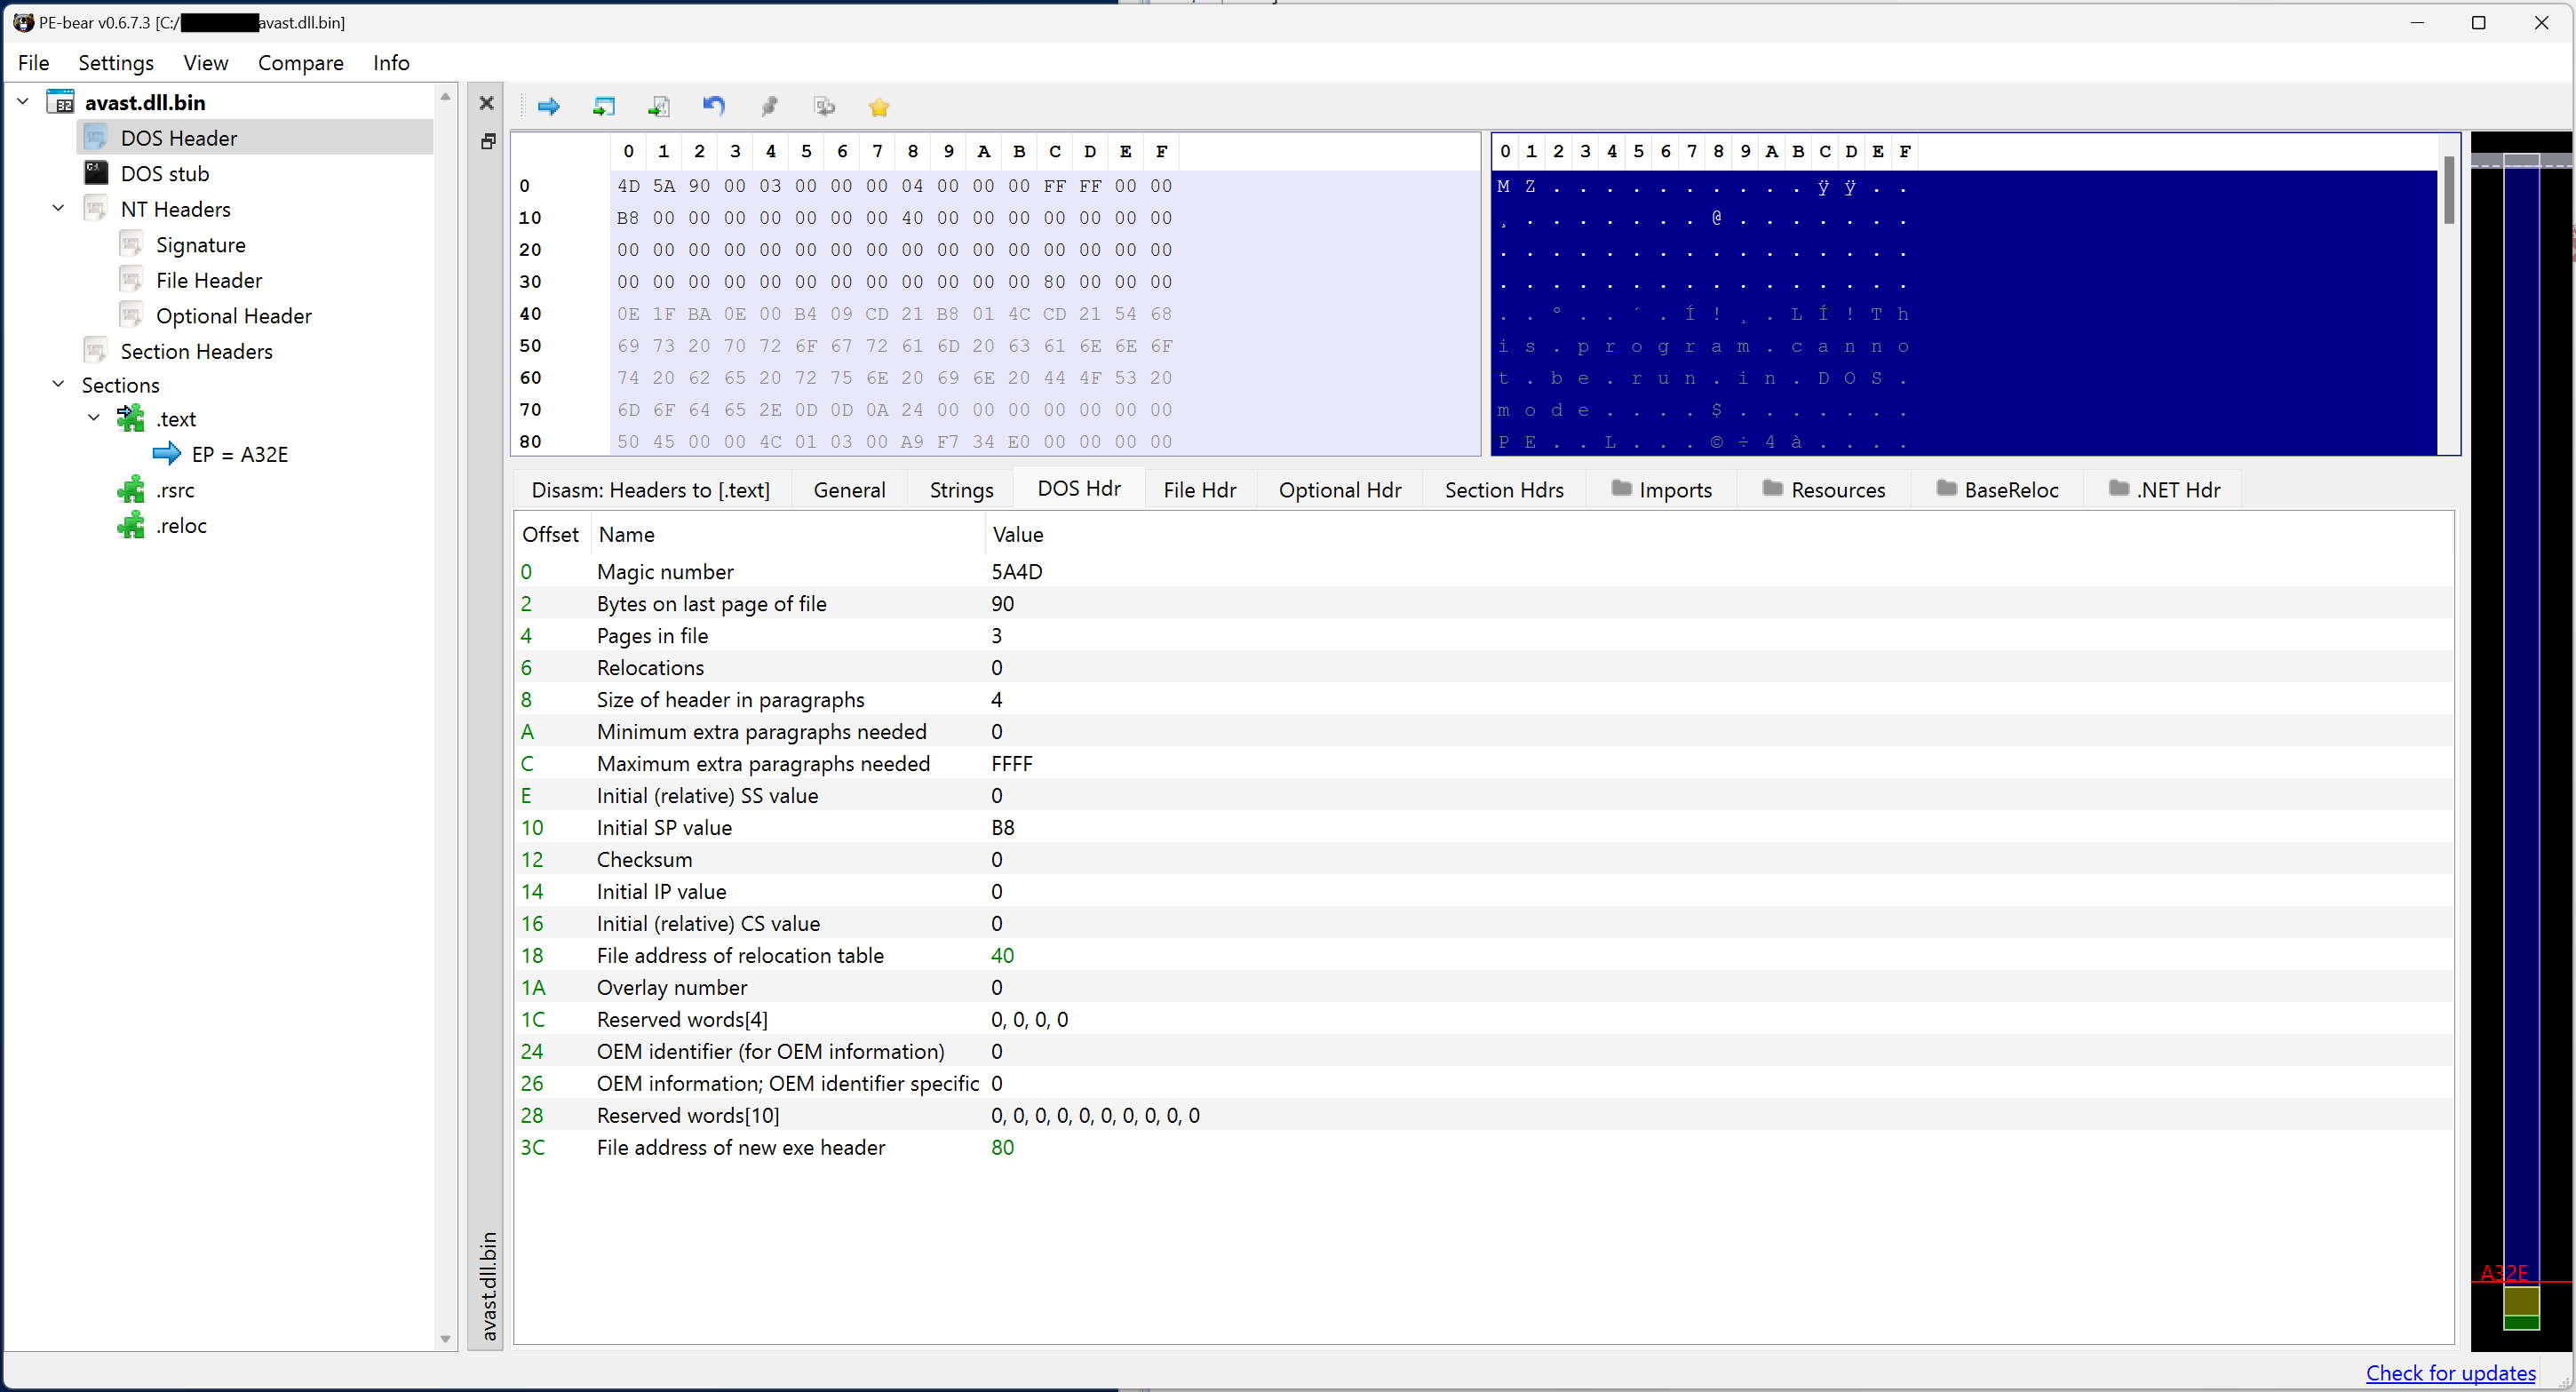 PE-bear v0.6.7.3 [C:/ avast.dll.bin]
File Settings View Compare Info
avast.dll.bin
DOS Header
DOS stub
NT Headers
Signature
File Header
Optional Header
Section Headers
Sections
.text
EP = A32E
.rsrc
.reloc
avast.dll.bin
0 1 2 3 4 5 6 7 8 9 A B C D E F
0 4D 5A 90 00 03 00 00 00 04 00 00 00 FF FF 00 00
10 B8 00 00 00 00 00 00 00 40 00 00 00 00 00 00 00
20 00 00 00 00 00 00 00 00 00 00 00 00 00 00 00 00
30 00 00 00 00 00 00 00 00 00 00 00 00 80 00 00 00
40 0E 1F BA 0E 00 B4 09 CD 21 B8 01 4C CD 21 54 68
50 69 73 20 70 72 6F 67 72 61 6D 20 63 61 6E 6E 6F
60 74 20 62 65 20 72 75 6E 20 69 6E 20 44 4F 53 20
70 6D 6F 64 65 2E 0D 0D 0A 24 00 00 00 00 00 00 00
80 50 45 00 00 4C 01 03 00 A9 F7 34 E0 00 00 00 00
0 1 2 3 4 5 6 7 8 9 A B C D E F
M Z . . . . . . . . . . ÿ ÿ . .
¸ . . . . . . . @ . . . . . . .
. . . . . . . . . . . . . . . .
. . . . . . . . . . . . . . . .
. . º . . ´ . Í ! ¸ . L Í ! T h
i s . p r o g r a m . c a n n o
t . b e . r u n . i n . D O S .
m o d e . . . . $ . . . . . . .
P E . . L . . . © ÷ 4 à . . . .
Disasm: Headers to [.text] General Strings DOS Hdr File Hdr Optional Hdr Section Hdrs Imports Resources BaseReloc .NET Hdr
Offset Name Value
0 Magic number 5A4D
2 Bytes on last page of file 90
4 Pages in file 3
6 Relocations 0
8 Size of header in paragraphs 4
A Minimum extra paragraphs needed 0
C Maximum extra paragraphs needed FFFF
E Initial (relative) SS value 0
10 Initial SP value B8
12 Checksum 0
14 Initial IP value 0
16 Initial (relative) CS value 0
18 File address of relocation table 40
1A Overlay number 0
1C Reserved words[4] 0, 0, 0, 0
24 OEM identifier (for OEM information) 0
26 OEM information; OEM identifier specific 0
28 Reserved words[10] 0, 0, 0, 0, 0, 0, 0, 0, 0, 0
3C File address of new exe header 80
A32E
Check for updates